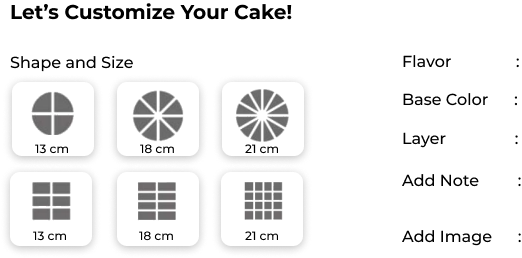 Let's Customize Your Cake!
Shape and Size
13 cm
18 cm
21 cm
13 cm
18 cm
21 cm
Flavor :
Base Color :
Layer :
Add Note :
Add Image :